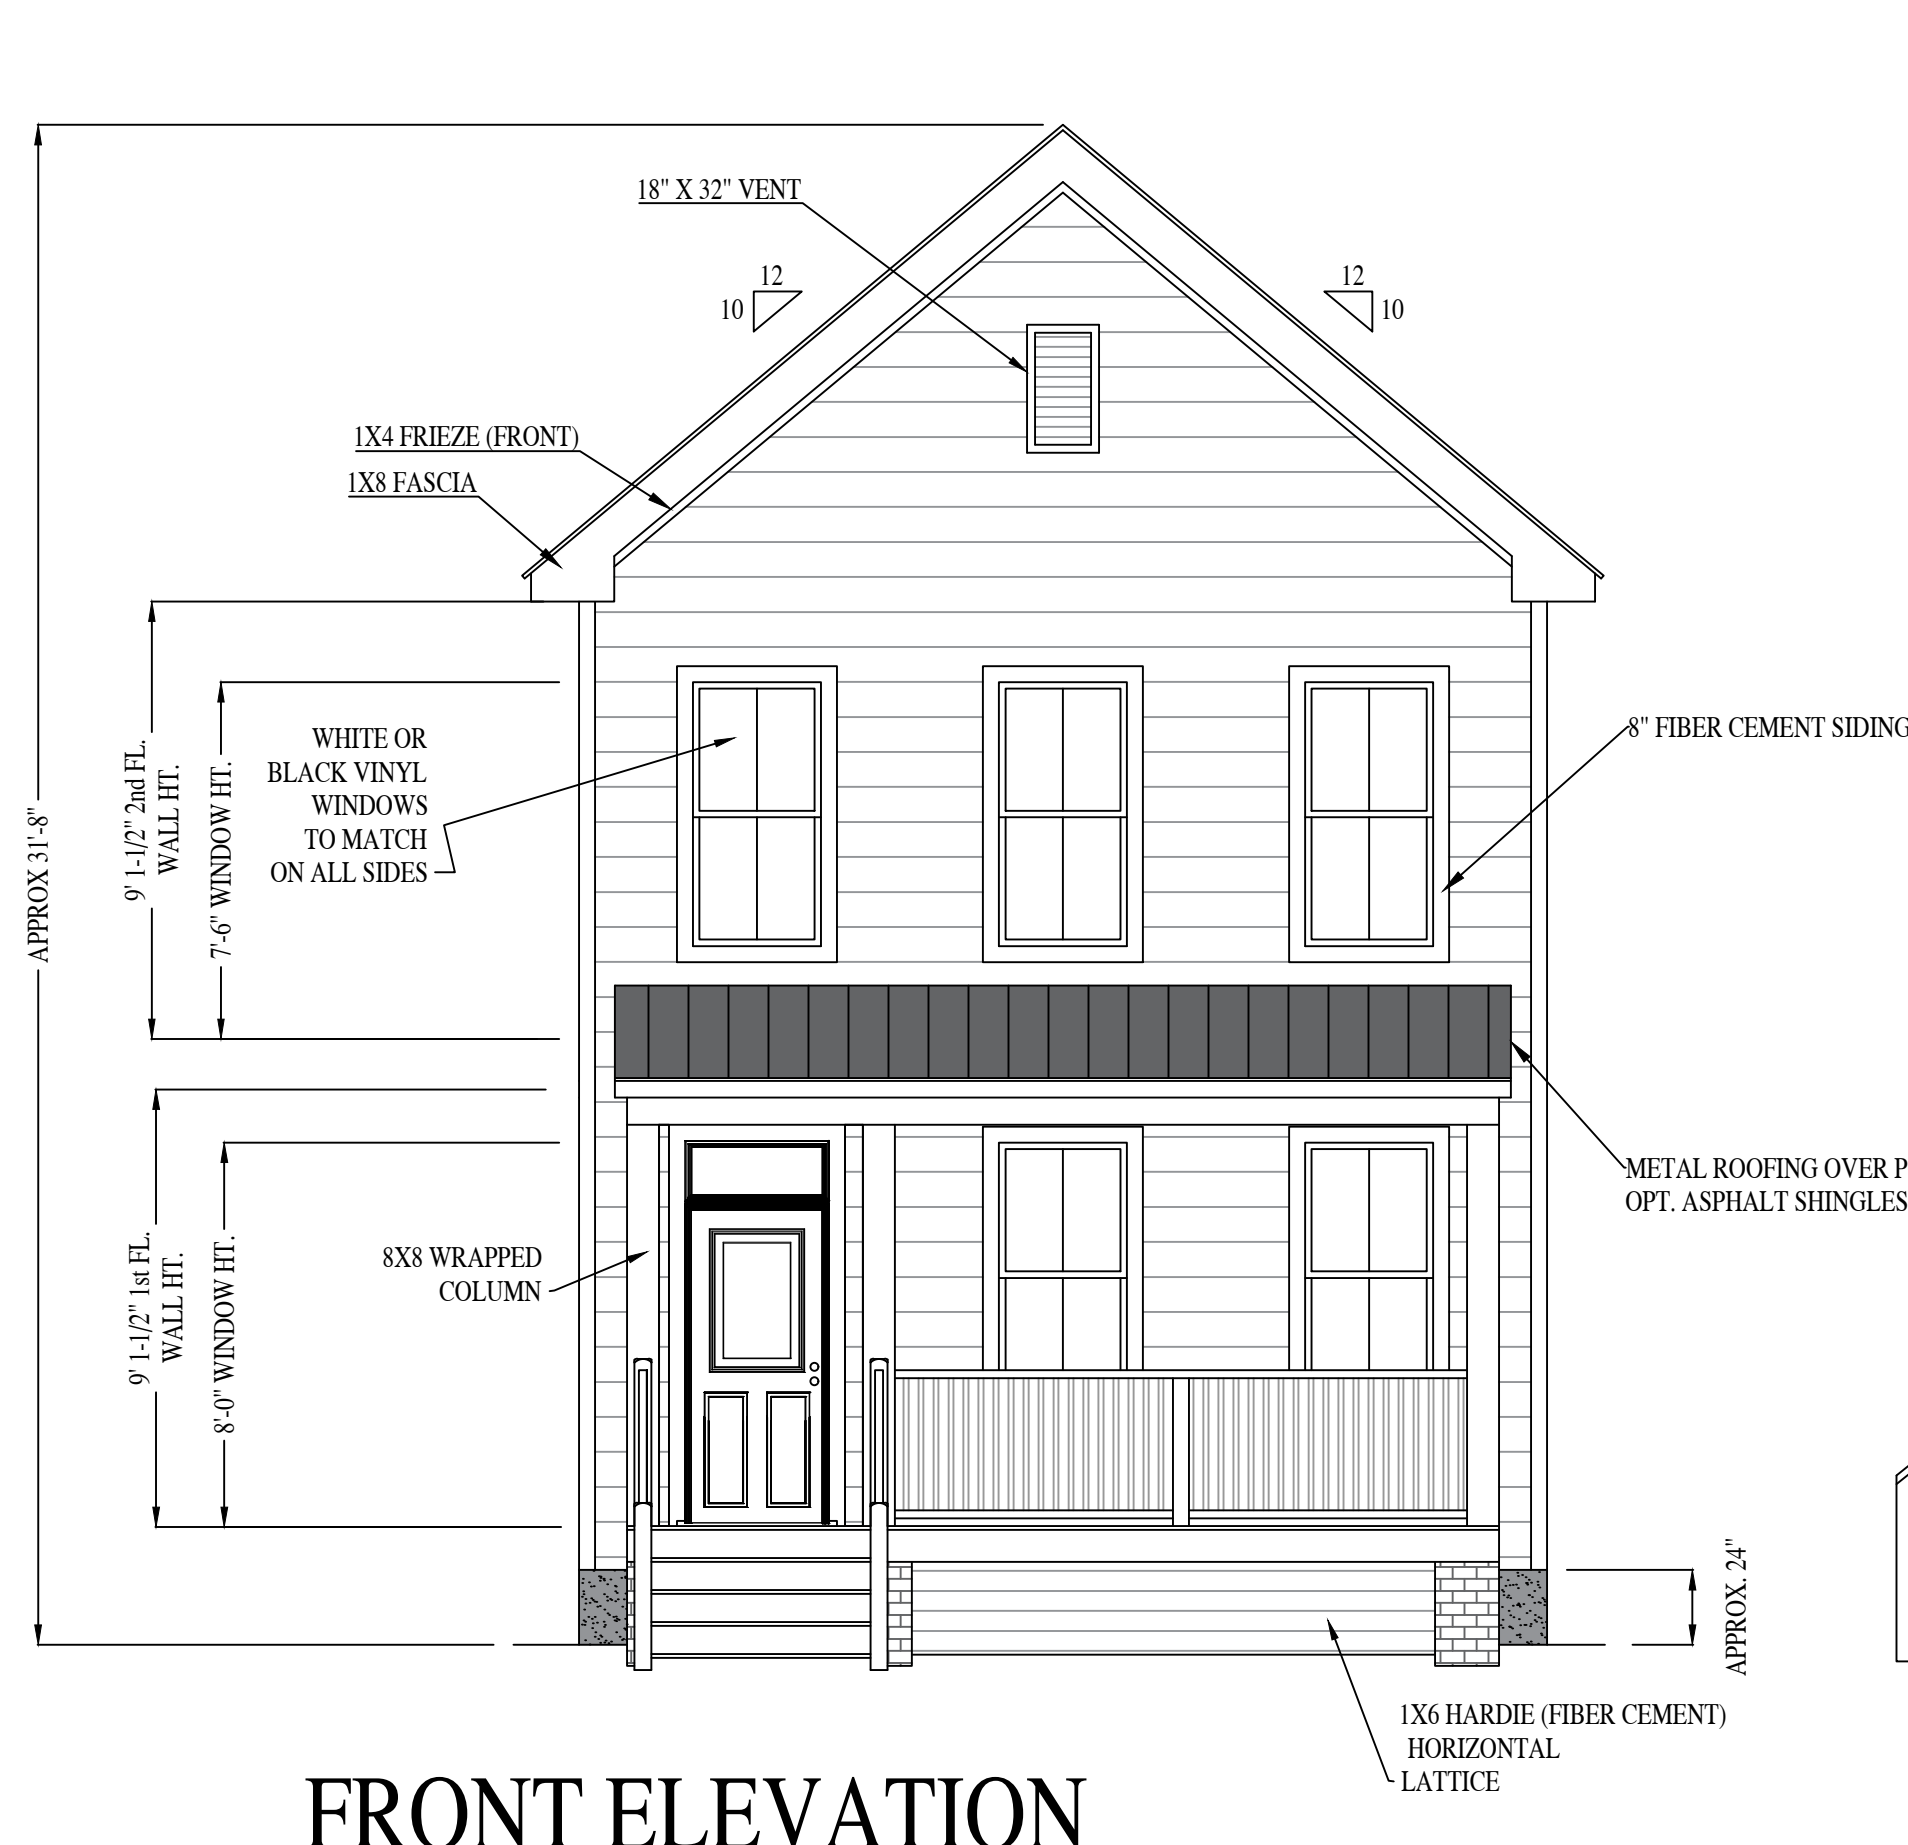 18" X 32" VENT
12
10
12
10
1X4 FRIEZE (FRONT)
1X8 FASCIA
WHITE OR
BLACK VINYL
WINDOWS
TO MATCH
ON ALL SIDES
8" FIBER CEMENT SIDING
APPROX 31'-8"
9' 1-1/2" 2nd FL.
WALL HT.
7'-6" WINDOW HT.
METAL ROOFING OVER P
OPT. ASPHALT SHINGLES
8X8 WRAPPED
COLUMN
9' 1-1/2" 1st FL.
WALL HT.
8'-0" WINDOW HT.
APPROX. 24"
1X6 HARDIE (FIBER CEMENT)
HORIZONTAL
LATTICE
FRONT ELEVATION